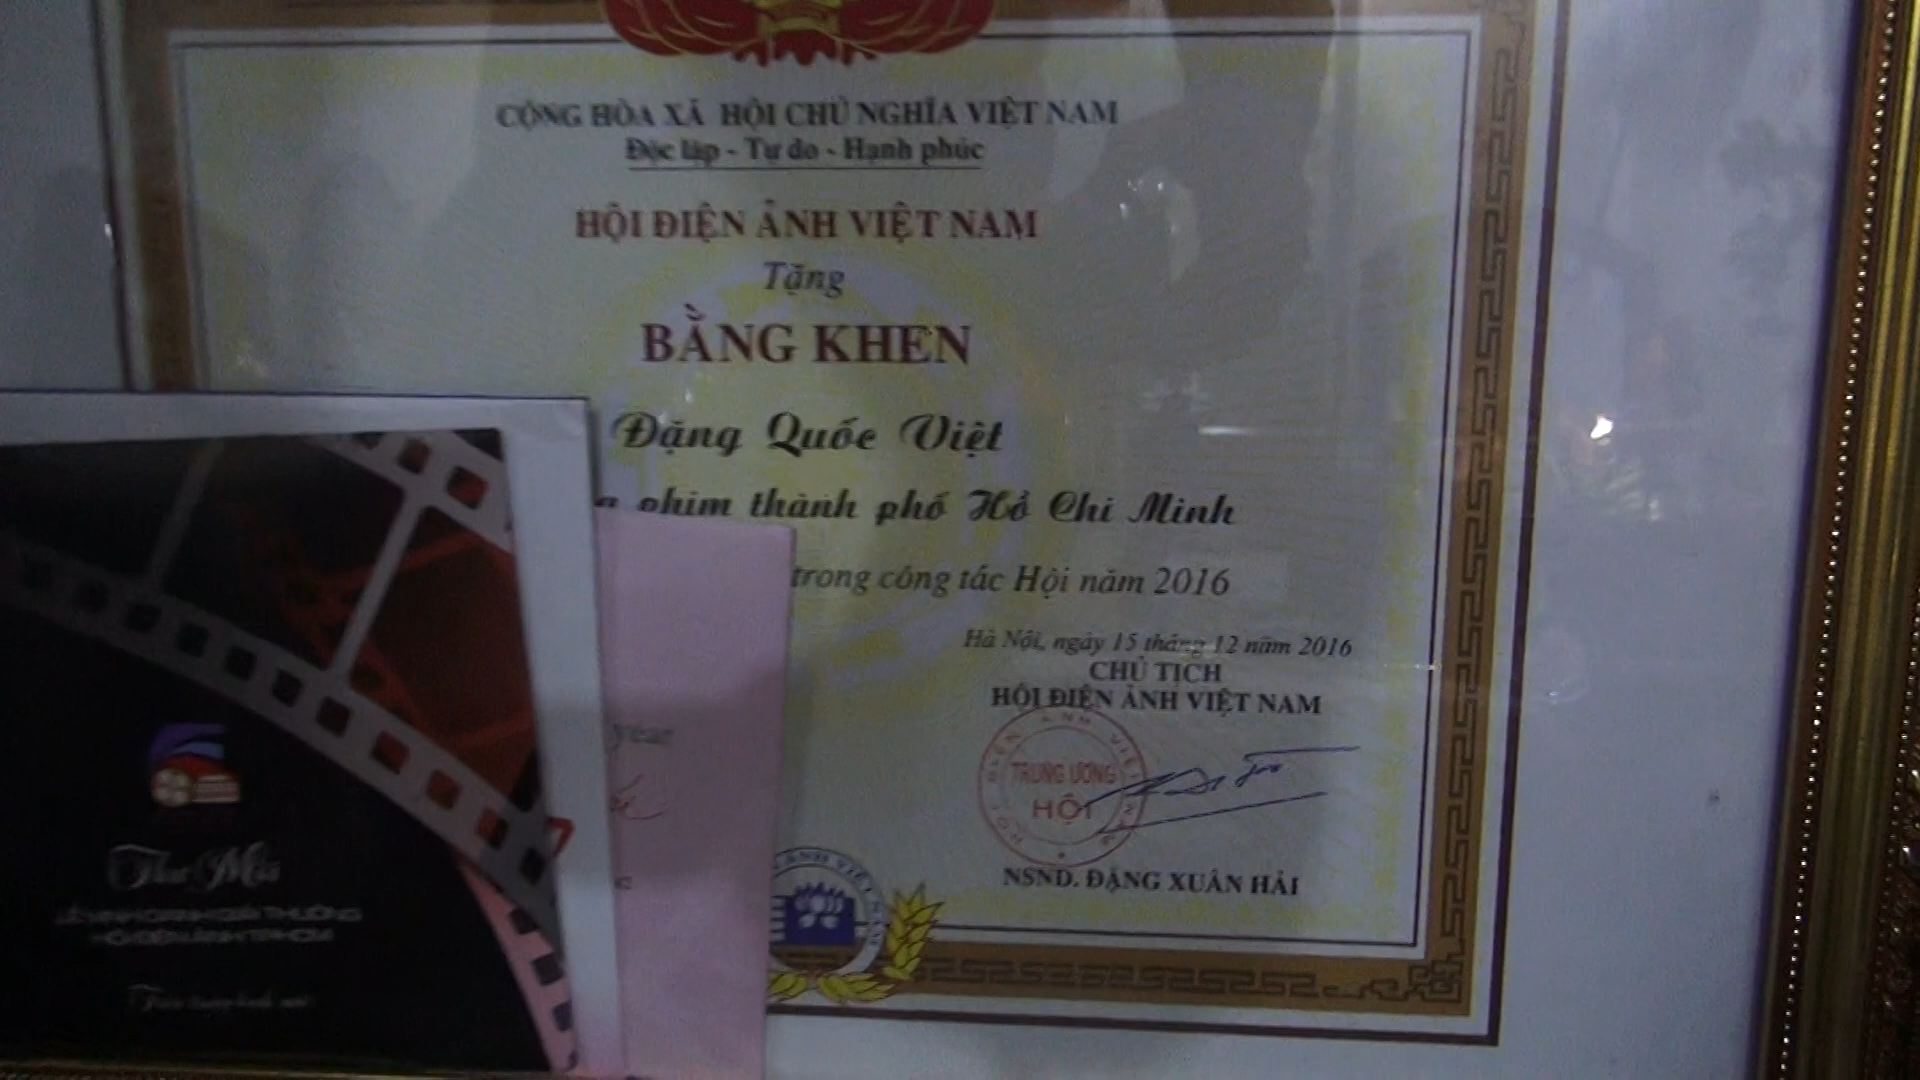 CỘNG HÒA XÃ HỘI CHỦ NGHĨA VIỆT NAM
Độc lập - Tự do - Hạnh phúc
HỘI ĐIỆN ẢNH VIỆT NAM
Tặng
BẰNG KHEN
Đặng Quốc Việt
phim thành phố Hồ Chí Minh
trong công tác Hội năm 2016
Hà Nội, ngày 15 tháng 12 năm 2016
CHỦ TỊCH
HỘI ĐIỆN ẢNH VIỆT NAM
TRUNG ƯƠNG
HỘI
NSND. ĐẶNG XUÂN HẢI
year
Thư Mời